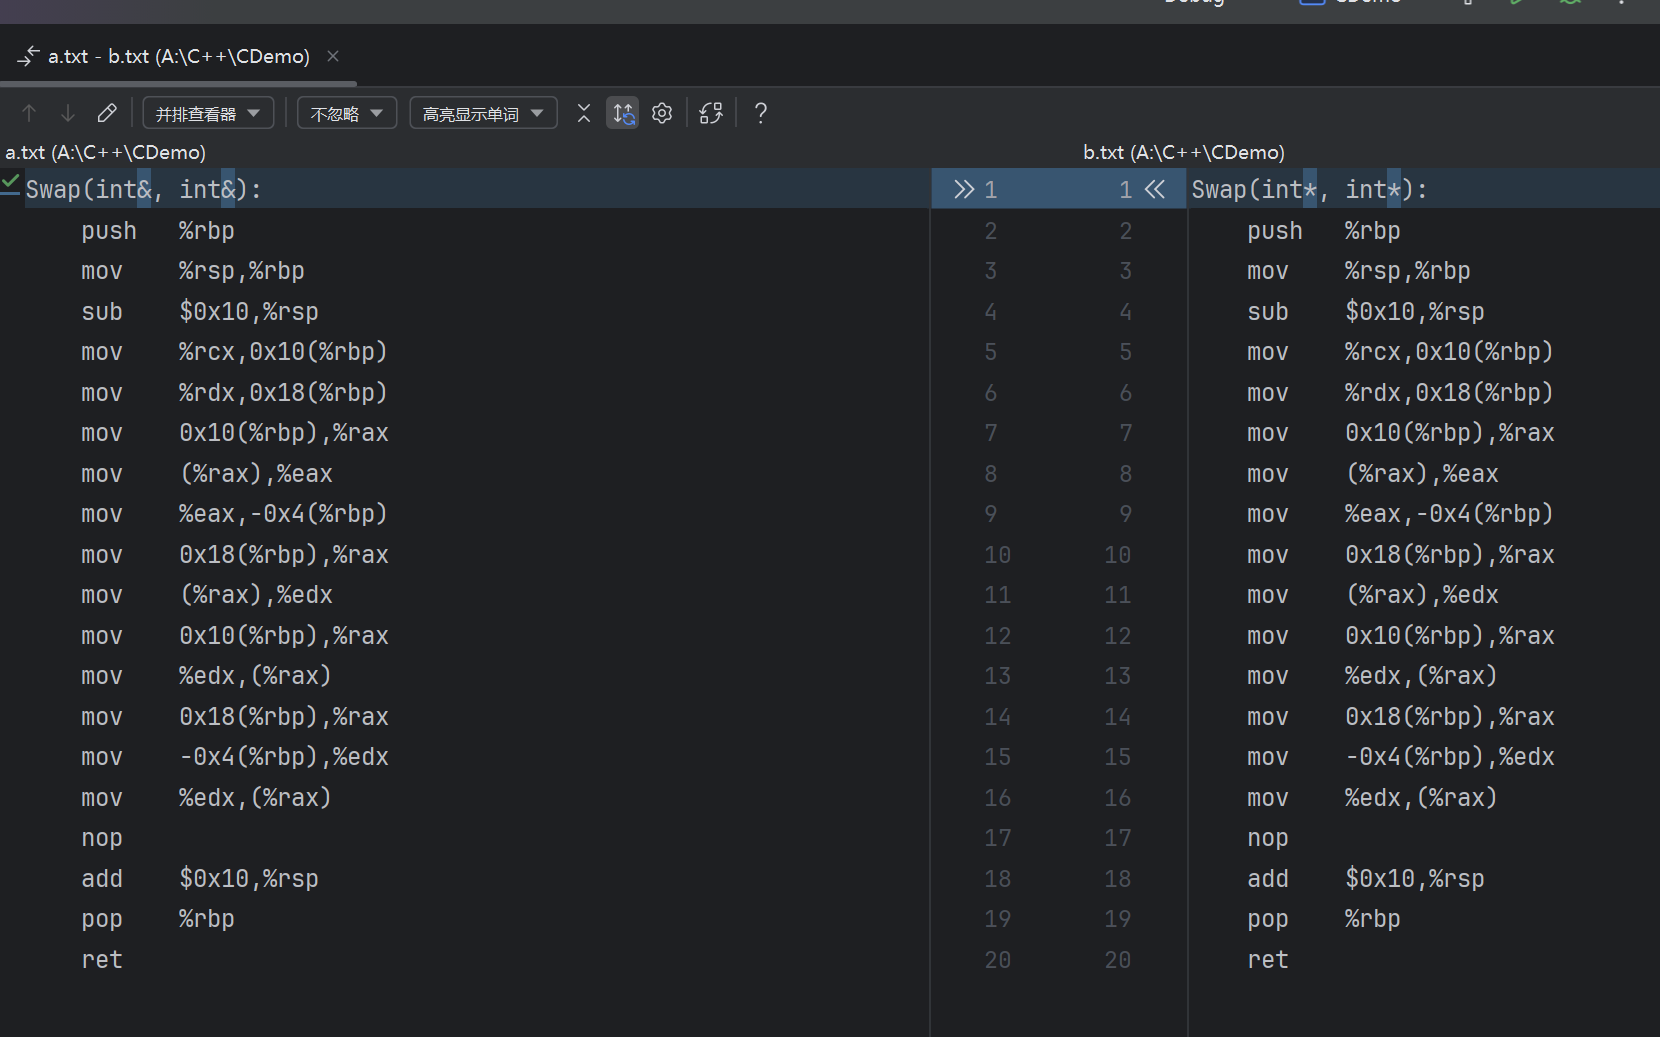 Debug CDemo
a.txt - b.txt (A:\C++\CDemo)
并排查看器 不忽略 高亮显示单词 ?
a.txt (A:\C++\CDemo) b.txt (A:\C++\CDemo)
Swap(int&, int&): 1 1 Swap(int*, int*):
push %rbp 2 2 push %rbp
mov %rsp,%rbp 3 3 mov %rsp,%rbp
sub $0x10,%rsp 4 4 sub $0x10,%rsp
mov %rcx,0x10(%rbp) 5 5 mov %rcx,0x10(%rbp)
mov %rdx,0x18(%rbp) 6 6 mov %rdx,0x18(%rbp)
mov 0x10(%rbp),%rax 7 7 mov 0x10(%rbp),%rax
mov (%rax),%eax 8 8 mov (%rax),%eax
mov %eax,-0x4(%rbp) 9 9 mov %eax,-0x4(%rbp)
mov 0x18(%rbp),%rax 10 10 mov 0x18(%rbp),%rax
mov (%rax),%edx 11 11 mov (%rax),%edx
mov 0x10(%rbp),%rax 12 12 mov 0x10(%rbp),%rax
mov %edx,(%rax) 13 13 mov %edx,(%rax)
mov 0x18(%rbp),%rax 14 14 mov 0x18(%rbp),%rax
mov -0x4(%rbp),%edx 15 15 mov -0x4(%rbp),%edx
mov %edx,(%rax) 16 16 mov %edx,(%rax)
nop 17 17 nop
add $0x10,%rsp 18 18 add $0x10,%rsp
pop %rbp 19 19 pop %rbp
ret 20 20 ret